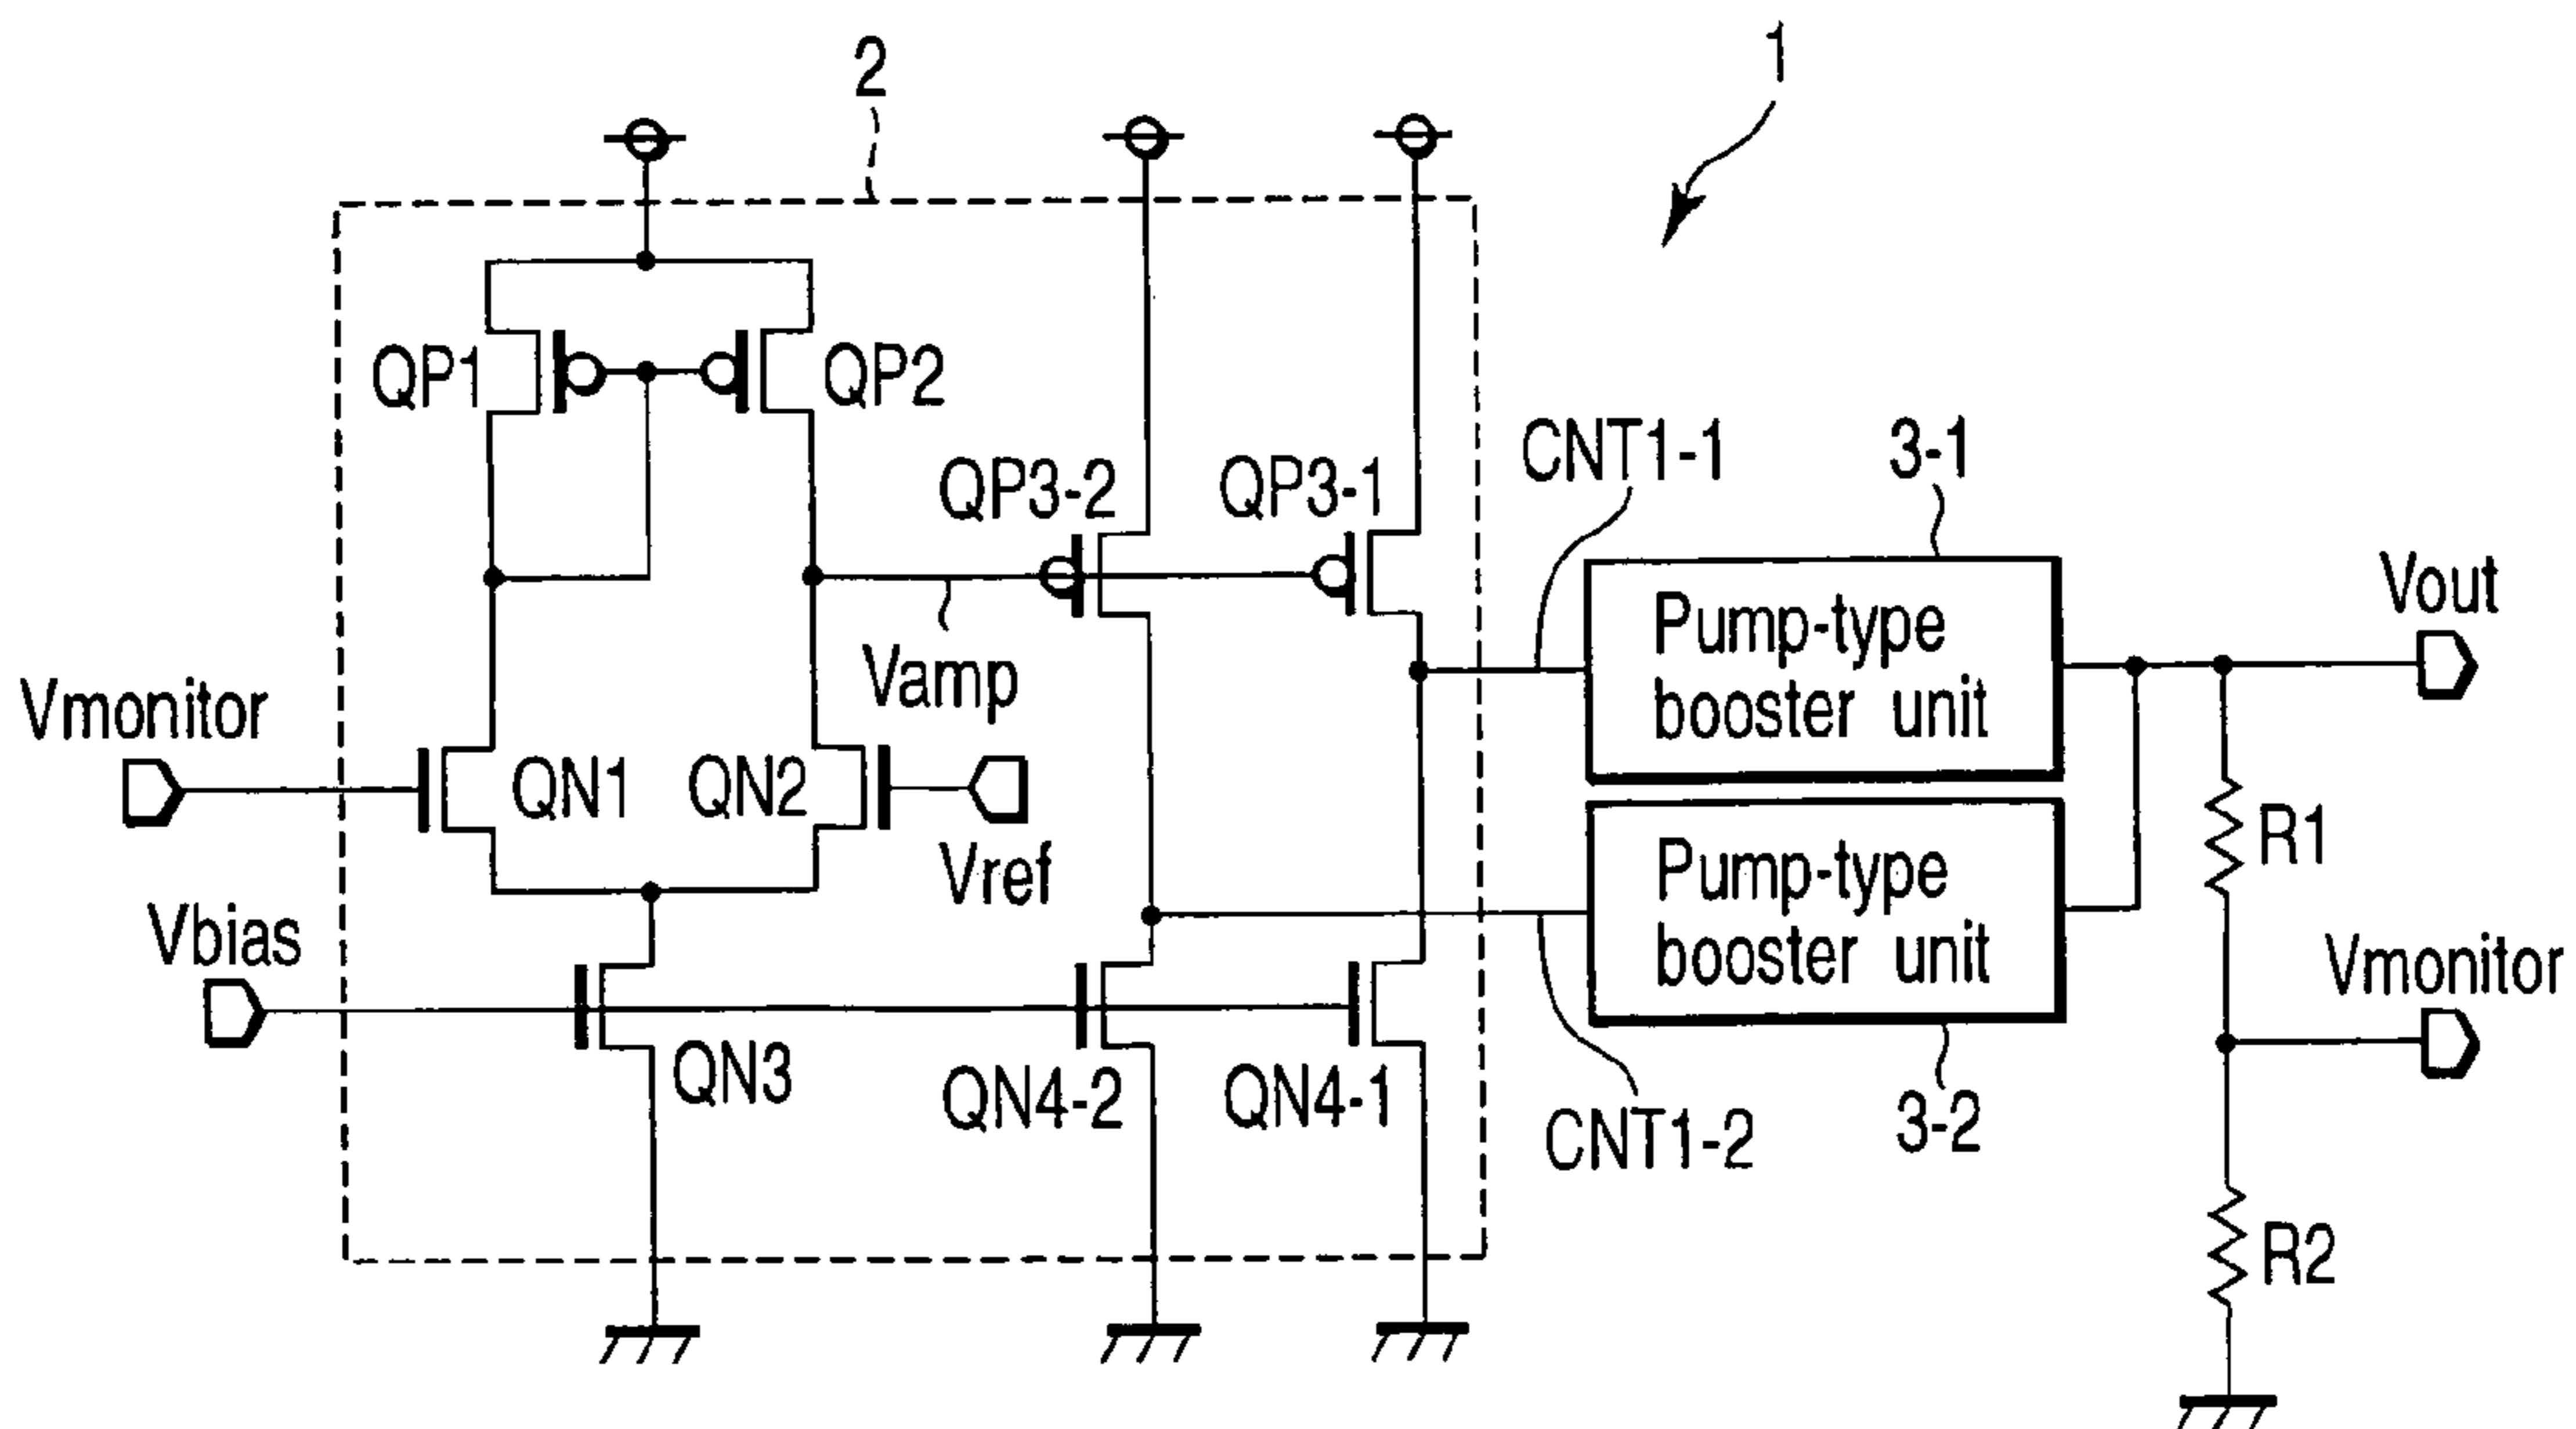 2
1
QP1
QP2
QP3-2
QP3-1
CNT1-1
3-1
Pump-type
booster unit
Vout
Vamp
Vmonitor
QN1
QN2
Vref
R1
Pump-type
booster unit
Vbias
Vmonitor
QN3
QN4-2
QN4-1
CNT1-2
3-2
R2